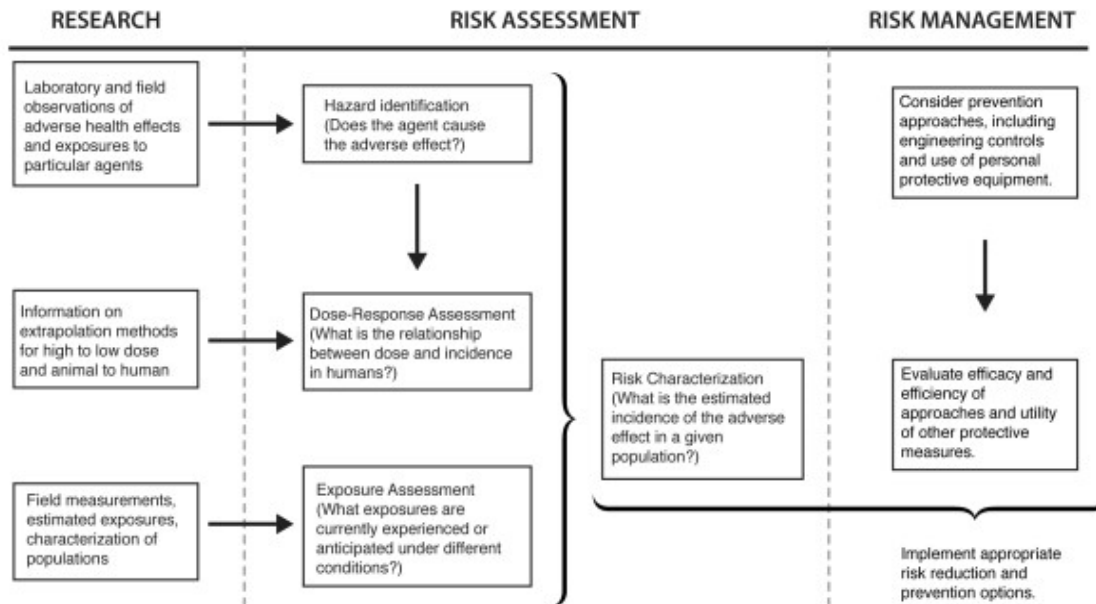 RESEARCH
RISK ASSESSMENT
RISK MANAGEMENT
Laboratory and field
observations of
adverse health effects
and exposures to
particular agents
Hazard identification
(Does the agent cause
the adverse effect?)
Consider prevention
approaches, including
engineering controls
and use of personal
protective equipment.
Information on
extrapolation methods
for high to low dose
and animal to human
Dose-Response Assessment
(What is the relationship
between dose and incidence
in humans?)
Risk Characterization
(What is the estimated
incidence of the adverse
effect in a given
population?)
Evaluate efficacy and
efficiency of
approaches and utility
of other protective
measures.
Field measurements,
estimated exposures,
characterization of
populations
Exposure Assessment
(What exposures are
currently experienced or
anticipated under different
conditions?)
Implement appropriate
risk reduction and
prevention options.